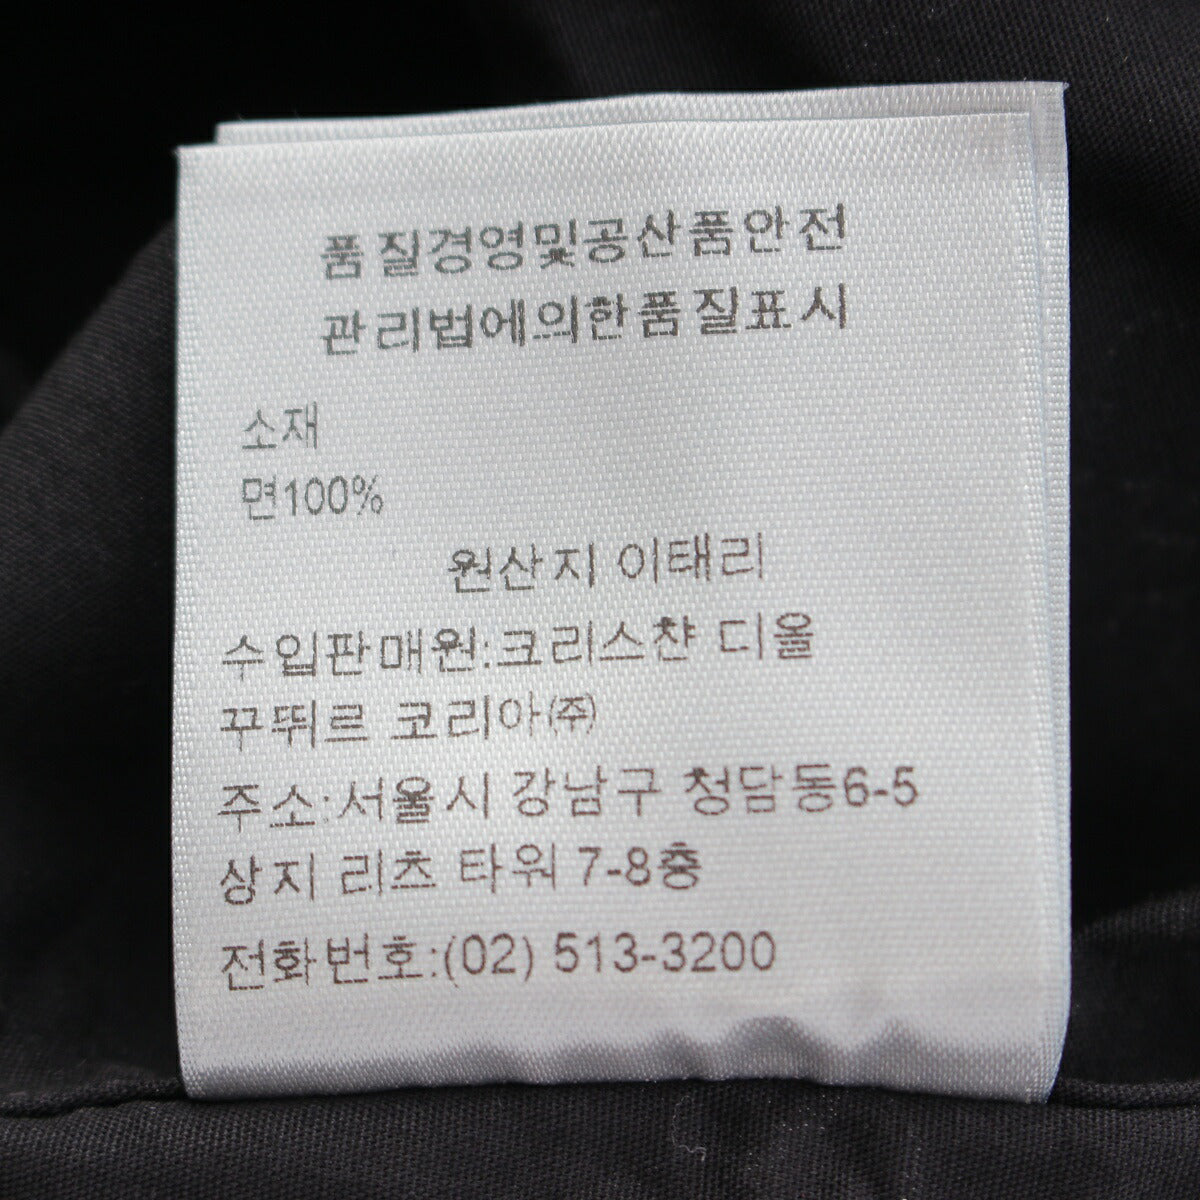 품질경영및공산품안전
관리법에의한품질표시
소재
면100%
원산지 이태리
수입판매원:크리스챤 디올
꾸뛰르 코리아㈜
주소:서울시 강남구 청담동6-5
상지 리츠 타워 7-8층
전화번호:(02) 513-3200